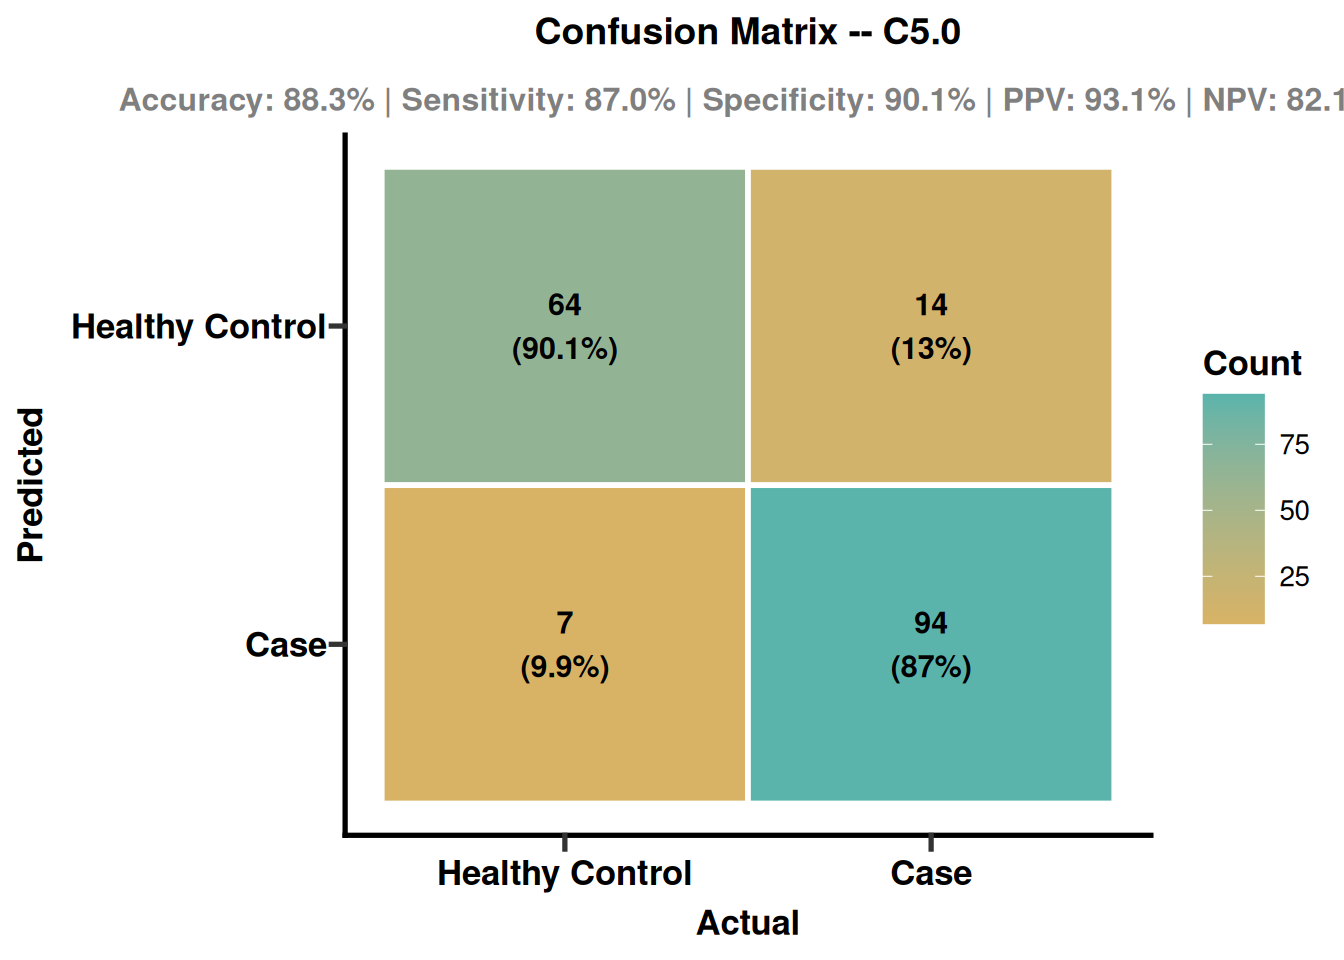 Confusion Matrix -- C5.0
Accuracy: 88.3% | Sensitivity: 87.0% | Specificity: 90.1% | PPV: 93.1% | NPV: 82.1
64
(90.1%)
14
(13%)
Healthy Control
7
(9.9%)
94
(87%)
Case
Predicted
Healthy Control
Case
Actual
Count
75
50
25